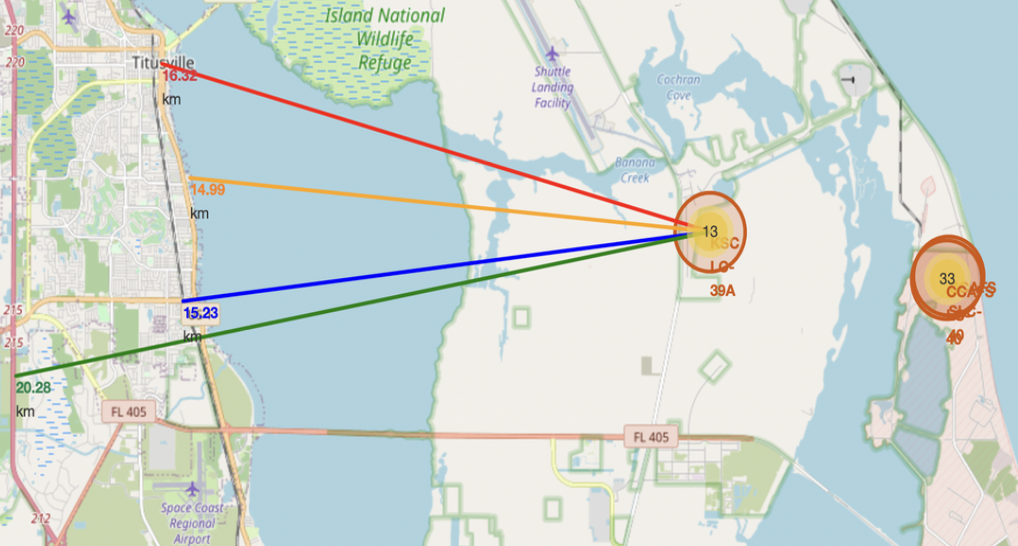 Island National
Wildlife
Refuge
220
220
Titusville
16.32
km
Shuttle
Landing
Facility
Cochran
Cove
Banana
Creek
14.99
km
13
KSC
LC-
39A
33
CCAFS
40
215
215
15.23
km
20.28
km
FL 405
FL 405
212
Space Coast
Regional
Airport